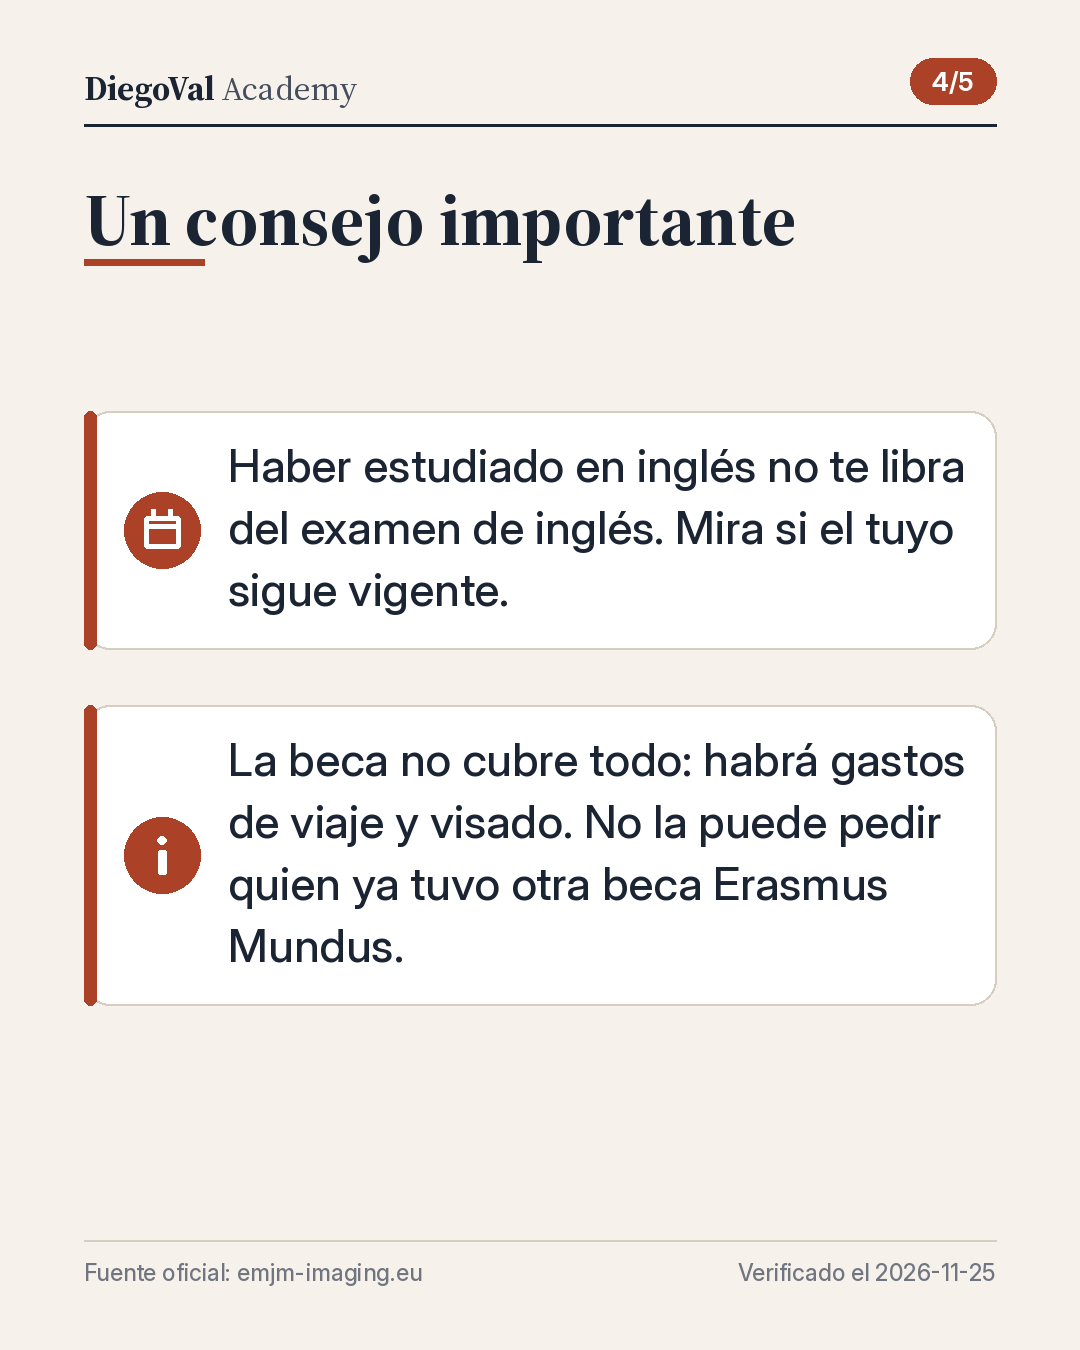 DiegoVal Academy
4/5
Un consejo importante
Haber estudiado en inglés no te libra
del examen de inglés. Mira si el tuyo
sigue vigente.
La beca no cubre todo: habrá gastos
de viaje y visado. No la puede pedir
quien ya tuvo otra beca Erasmus
Mundus.
Fuente oficial: emjm-imaging.eu
Verificado el 2026-11-25